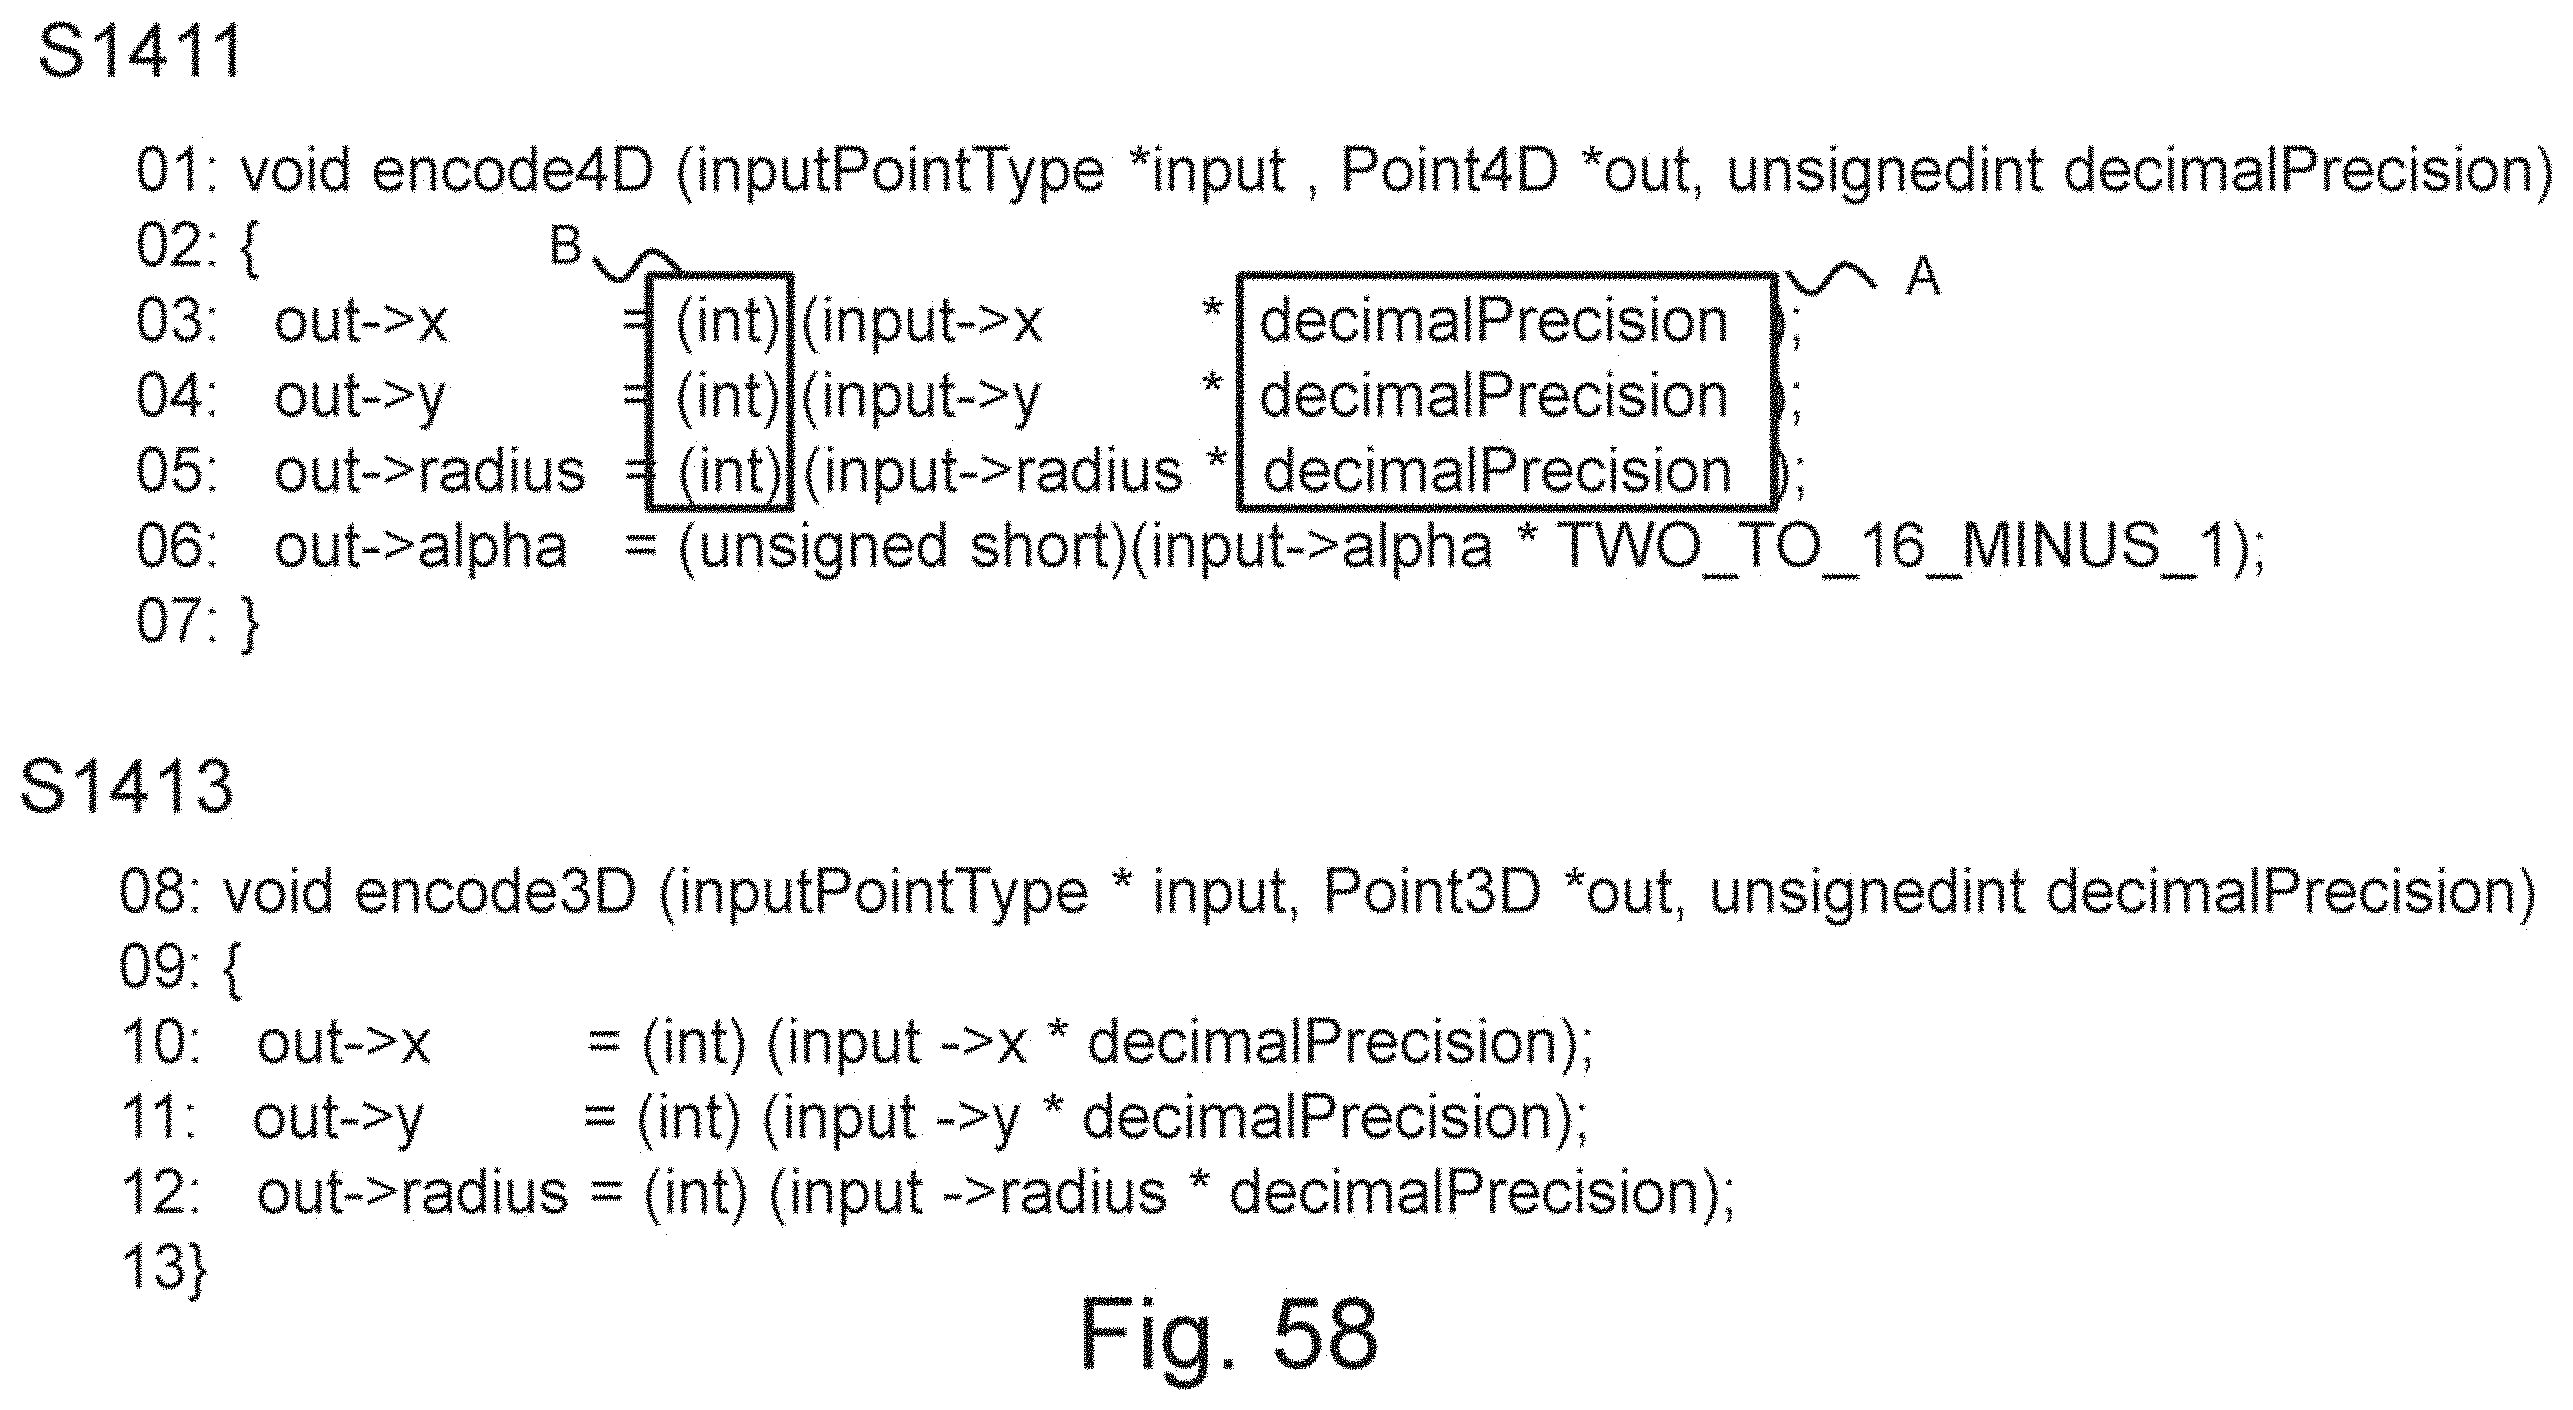 S1411
01: void encode4D (inputPointType *input , Point4D *out, unsignedint decimalPrecision)
02: {
B
A
03: out->x = (int) (input->x * decimalPrecision );
04: out->y = (int) (input->y * decimalPrecision );
05: out->radius = (int) (input->radius * decimalPrecision );
06: out->alpha = (unsigned short)(input->alpha * TWO_TO_16_MINUS_1);
07: }
S1413
08: void encode3D (inputPointType * input, Point3D *out, unsignedint decimalPrecision)
09: {
10: out->x = (int) (input ->x * decimalPrecision);
11: out->y = (int) (input ->y * decimalPrecision);
12: out->radius = (int) (input ->radius * decimalPrecision);
13}
Fig. 58